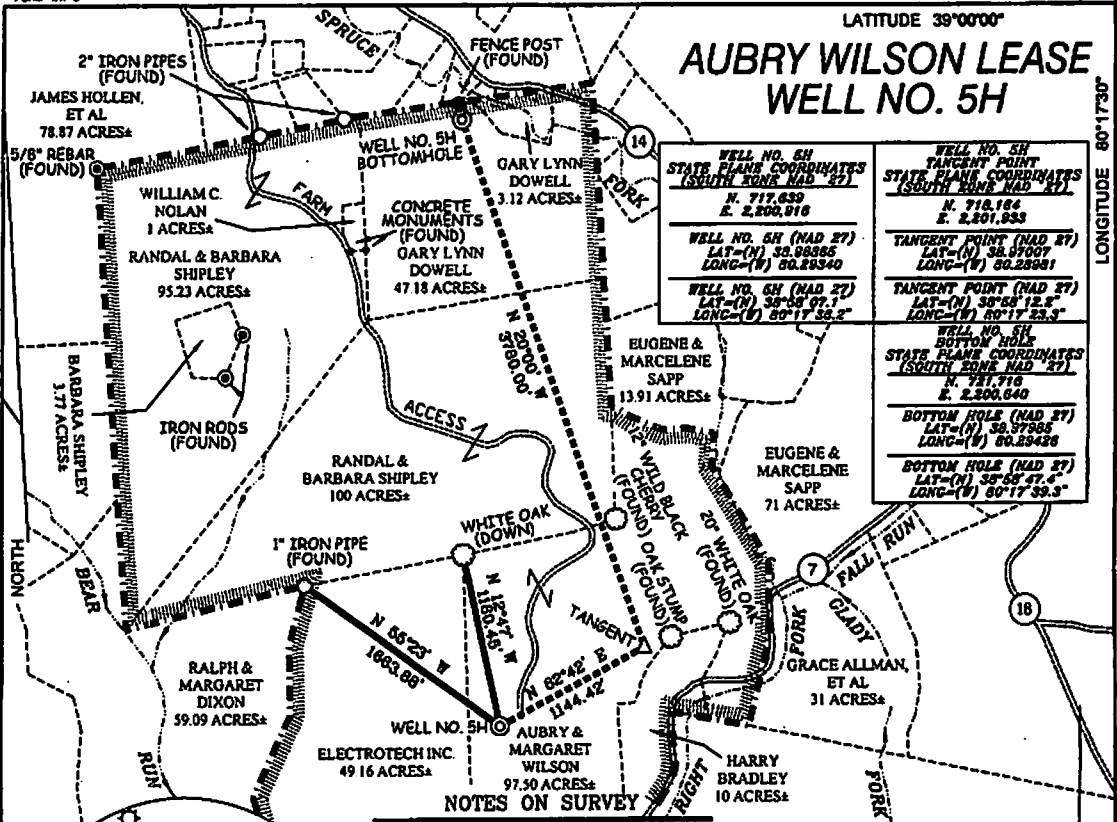 LATITUDE 39°00'00"
AUBRY WILSON LEASE
WELL NO. 5H
LONGITUDE 80°17'30"
SPRUCE
FENCE POST
(FOUND)
2" IRON PIPES
(FOUND)
JAMES HOLLEN,
ET AL
78.87 ACRES±
5/8" REBAR
(FOUND)
WELL NO. 5H
BOTTOMHOLE
14
GARY LYNN
DOWELL
3.12 ACRES±
FORK
WILLIAM C.
NOLAN
1 ACRES±
FARM
CONCRETE
MONUMENTS
(FOUND)
GARY LYNN
DOWELL
47.18 ACRES±
RANDAL & BARBARA
SHIPLEY
95.23 ACRES±
WELL NO. 5H
STATE PLANE COORDINATES
(SOUTH ZONE NAD '27)
N. 717,639
E. 2,200,916
WELL NO. 5H (NAD 27)
LAT=(N) 38.96865
LONG=(W) 80.29340
WELL NO. 5H (NAD 27)
LAT=(N) 38°58'07.1"
LONG=(W) 80°17'36.2"
WELL NO. 5H
TANGENT POINT
STATE PLANE COORDINATES
(SOUTH ZONE NAD '27)
N. 718,164
E. 2,201,933
TANGENT POINT (NAD 27)
LAT=(N) 38.97007
LONG=(W) 80.28981
TANGENT POINT (NAD 27)
LAT=(N) 38°58'12.2"
LONG=(W) 80°17'23.3"
WELL NO. 5H
BOTTOM HOLE
STATE PLANE COORDINATES
(SOUTH ZONE NAD '27)
N. 721,716
E. 2,200,640
BOTTOM HOLE (NAD 27)
LAT=(N) 38.97985
LONG=(W) 80.29426
BOTTOM HOLE (NAD 27)
LAT=(N) 38°58'47.4"
LONG=(W) 80°17'39.3"
N 20°00' W
3780.00'
EUGENE &
MARCELENE
SAPP
13.91 ACRES±
BARBARA SHIPLEY
3.77 ACRES±
IRON RODS
(FOUND)
ACCESS
RANDAL &
BARBARA SHIPLEY
100 ACRES±
12" WILD BLACK
CHERRY
(FOUND)
EUGENE &
MARCELENE
SAPP
71 ACRES±
WHITE OAK
(DOWN)
20" WHITE OAK
(FOUND)
OAK STUMP
(FOUND)
NORTH
BEAR
1" IRON PIPE
(FOUND)
7
FALL RUN
18
N 55°23' W
1663.88'
N 12°47' W
1180.45'
TANGENT
FORK
GLADY
N 62°42' E
1144.42'
RALPH &
MARGARET
DIXON
59.09 ACRES±
GRACE ALLMAN,
ET AL
31 ACRES±
WELL NO. 5H
AUBRY &
MARGARET
WILSON
97.50 ACRES±
RUN
ELECTROTECH INC.
49.16 ACRES±
HARRY
BRADLEY
10 ACRES±
RIGHT
FORK
NOTES ON SURVEY